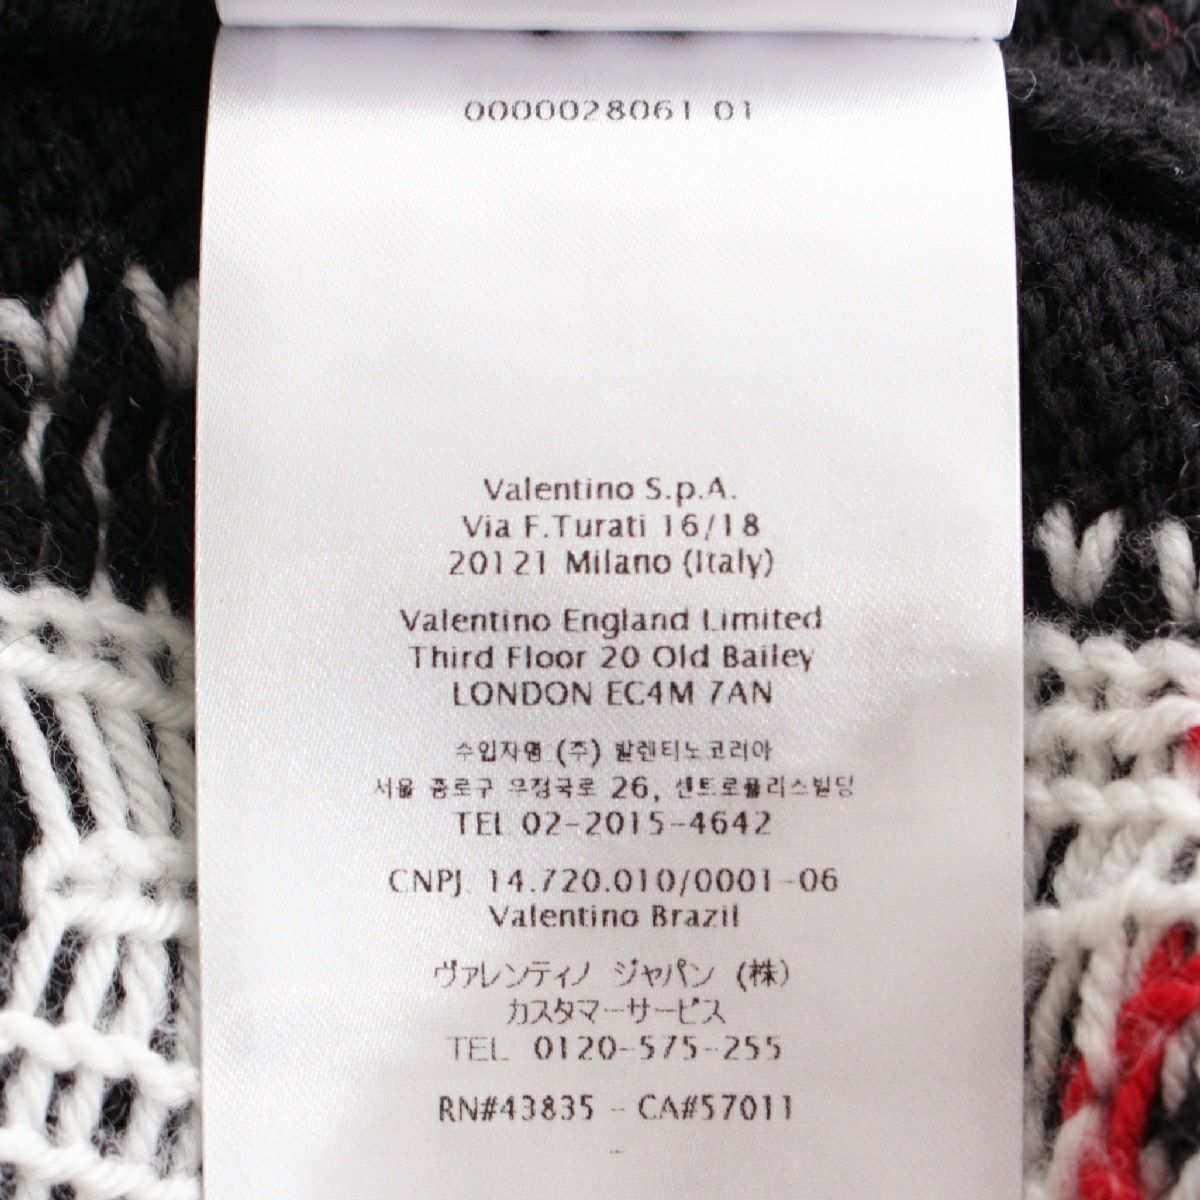 0000028061 01
Valentino S.p.A.
Via F.Turati 16/18
20121 Milano (Italy)
Valentino England Limited
Third Floor 20 Old Bailey
LONDON EC4M 7AN
수입자명 (주) 발렌티노코리아
서울 종로구 우정국로 26, 센트로폴리스빌딩
TEL 02-2015-4642
CNPJ 14.720.010/0001-06
Valentino Brazil
ヴァレンティノ ジャパン (株)
カスタマーサービス
TEL 0120-575-255
RN#43835 - CA#57011